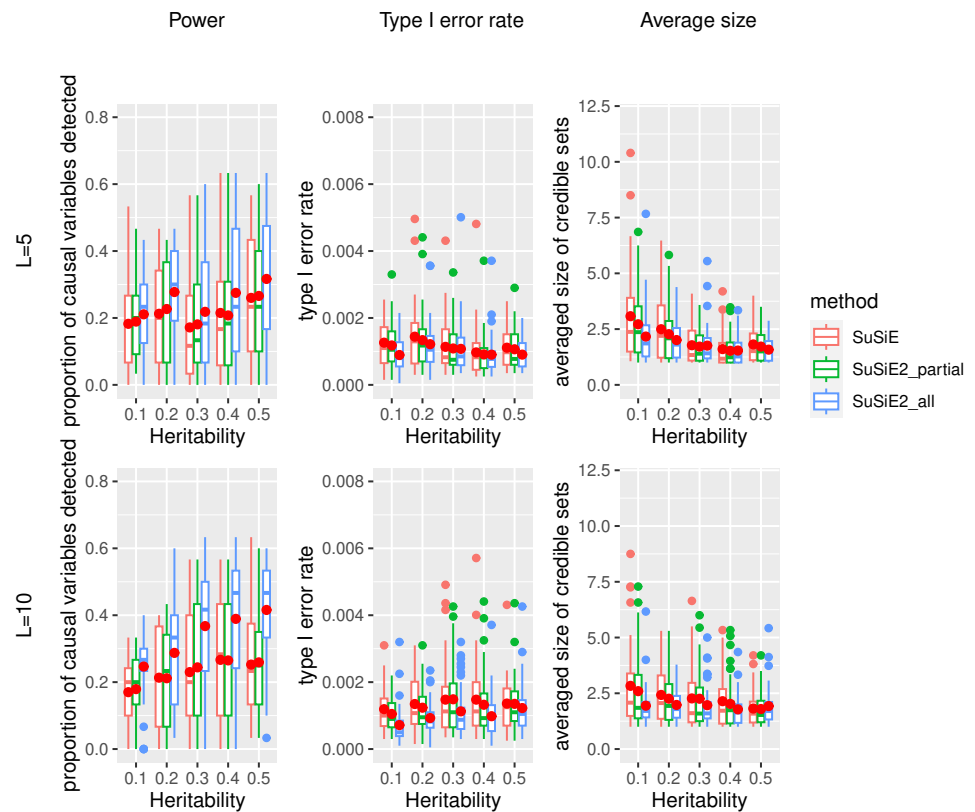 Power
Type I error rate
Average size
L=5
proportion of causal variables detected
0.8
0.6
0.4
0.2
0.0
0.1 0.2 0.3 0.4 0.5
Heritability
type I error rate
0.008
0.006
0.004
0.002
0.000
0.1 0.2 0.3 0.4 0.5
Heritability
averaged size of credible sets
12.5
10.0
7.5
5.0
2.5
0.0
0.1 0.2 0.3 0.4 0.5
Heritability
method
SuSiE
SuSiE2_partial
SuSiE2_all
L=10
proportion of causal variables detected
0.8
0.6
0.4
0.2
0.0
0.1 0.2 0.3 0.4 0.5
Heritability
type I error rate
0.008
0.006
0.004
0.002
0.000
0.1 0.2 0.3 0.4 0.5
Heritability
averaged size of credible sets
12.5
10.0
7.5
5.0
2.5
0.0
0.1 0.2 0.3 0.4 0.5
Heritability